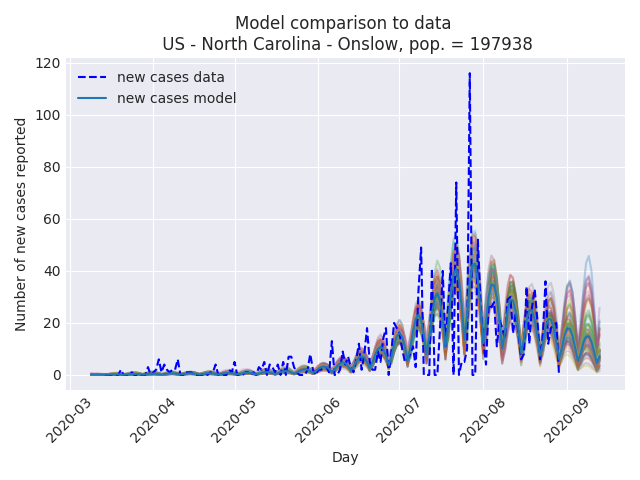 Model comparison to data
US - North Carolina - Onslow, pop. = 197938
new cases data
new cases model
Number of new cases reported
120
100
80
60
40
20
0
2020-03
2020-04
2020-05
2020-06
2020-07
2020-08
2020-09
Day